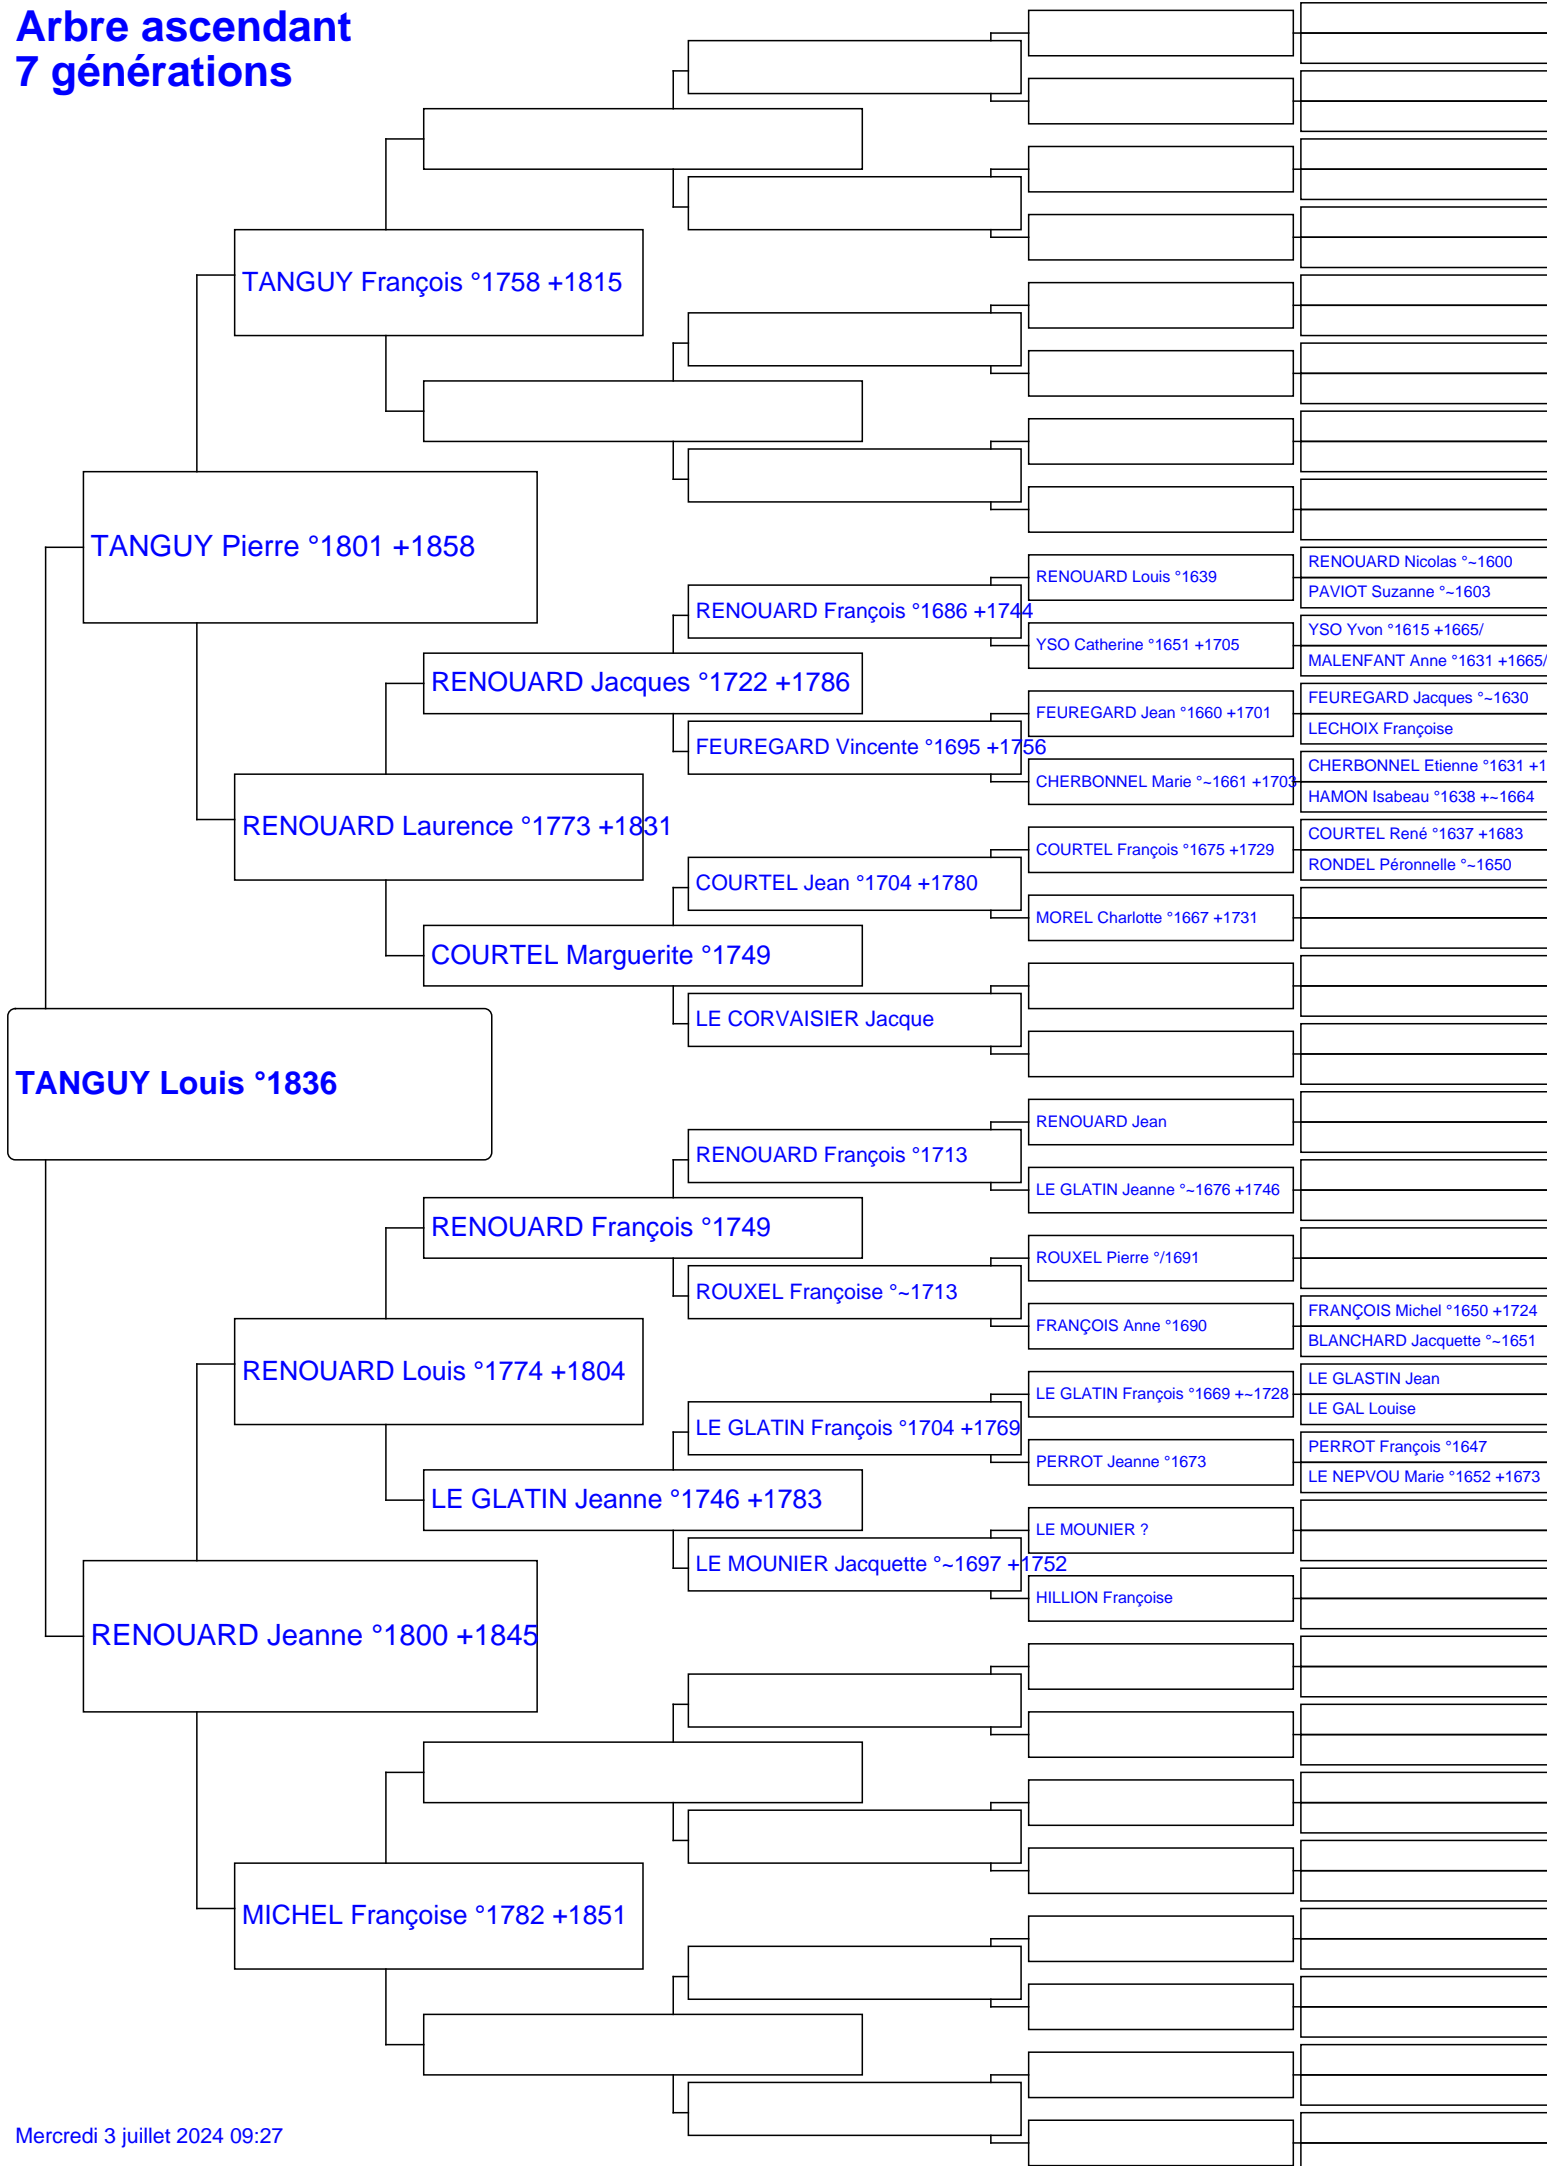 Arbre ascendant
7 générations
TANGUY François °1758 +1815
TANGUY Pierre °1801 +1858
RENOUARD Louis °1639
RENOUARD Nicolas °~1600
PAVIOT Suzanne °~1603
RENOUARD François °1686 +1744
YSO Catherine °1651 +1705
YSO Yvon °1615 +1665/
MALENFANT Anne °1631 +1665/
RENOUARD Jacques °1722 +1786
FEUREGARD Jean °1660 +1701
FEUREGARD Jacques °~1630
LECHOIX Françoise
FEUREGARD Vincente °1695 +1756
CHERBONNEL Marie °~1661 +1703
CHERBONNEL Etienne °1631 +1
HAMON Isabeau °1638 +~1664
RENOUARD Laurence °1773 +1831
COURTEL François °1675 +1729
COURTEL René °1637 +1683
RONDEL Péronnelle °~1650
COURTEL Jean °1704 +1780
MOREL Charlotte °1667 +1731
COURTEL Marguerite °1749
LE CORVAISIER Jacque
TANGUY Louis °1836
RENOUARD Jean
RENOUARD François °1713
LE GLATIN Jeanne °~1676 +1746
RENOUARD François °1749
ROUXEL Pierre °/1691
ROUXEL Françoise °~1713
FRANÇOIS Anne °1690
FRANÇOIS Michel °1650 +1724
BLANCHARD Jacquette °~1651
RENOUARD Louis °1774 +1804
LE GLATIN François °1669 +~1728
LE GLASTIN Jean
LE GAL Louise
LE GLATIN François °1704 +1769
PERROT Jeanne °1673
PERROT François °1647
LE NEPVOU Marie °1652 +1673
LE GLATIN Jeanne °1746 +1783
LE MOUNIER ?
LE MOUNIER Jacquette °~1697 +1752
HILLION Françoise
RENOUARD Jeanne °1800 +1845
MICHEL Françoise °1782 +1851
Mercredi 3 juillet 2024 09:27